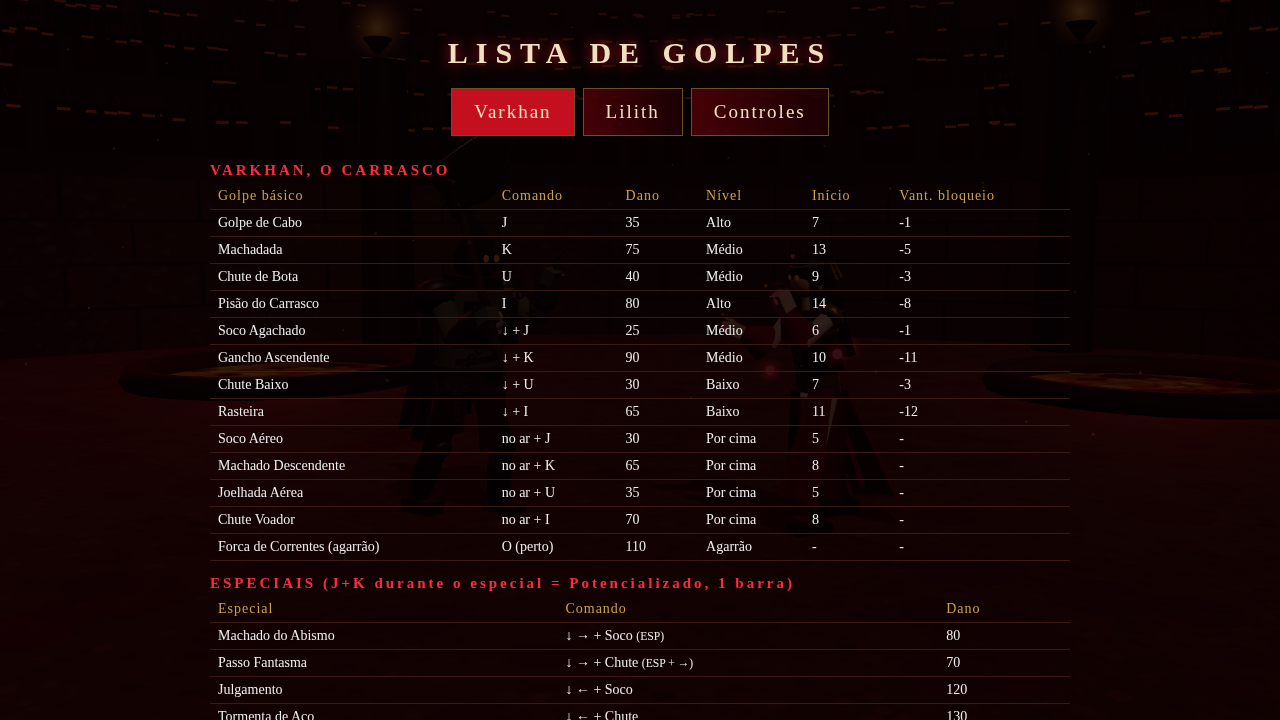 LISTA DE GOLPES
Varkhan Lilith Controles
VARKHAN, O CARRASCO
Golpe básico Comando Dano Nível Início Vant. bloqueio
Golpe de Cabo J 35 Alto 7 -1
Machadada K 75 Médio 13 -5
Chute de Bota U 40 Médio 9 -3
Pisão do Carrasco I 80 Alto 14 -8
Soco Agachado ↓ + J 25 Médio 6 -1
Gancho Ascendente ↓ + K 90 Médio 10 -11
Chute Baixo ↓ + U 30 Baixo 7 -3
Rasteira ↓ + I 65 Baixo 11 -12
Soco Aéreo no ar + J 30 Por cima 5 -
Machado Descendente no ar + K 65 Por cima 8 -
Joelhada Aérea no ar + U 35 Por cima 5 -
Chute Voador no ar + I 70 Por cima 8 -
Forca de Correntes (agarrão) O (perto) 110 Agarrão - -
ESPECIAIS (J+K durante o especial = Potencializado, 1 barra)
Especial Comando Dano
Machado do Abismo ↓ → + Soco (ESP) 80
Passo Fantasma ↓ → + Chute (ESP + →) 70
Julgamento ↓ ← + Soco 120
Tormenta de Aço ↓ ← + Chute 130